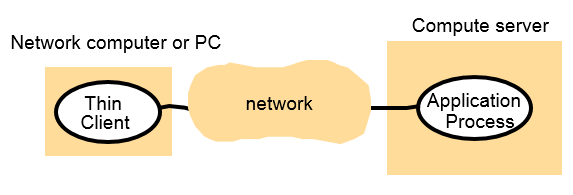 Network computer or PC
Compute server
Thin
Client
network
Application
Process